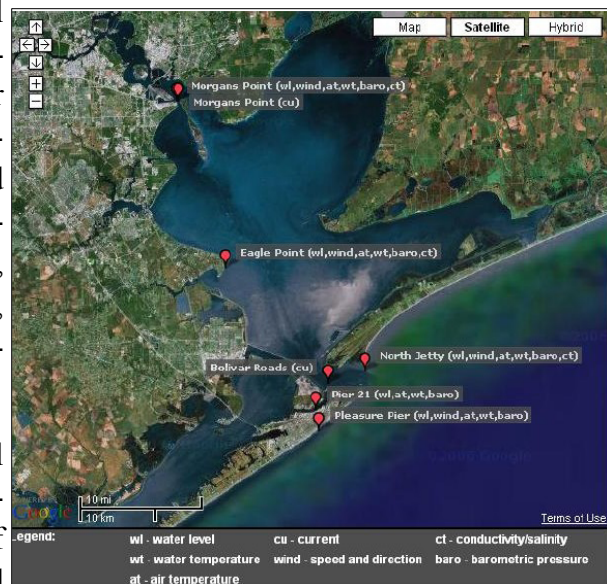 Map Satellite Hybrid
Morgans Point (wl,wind,at,wt,baro,ct)
Morgans Point (cu)
Eagle Point (wl,wind,at,wt,baro,ct)
North Jetty (wl,wind,at,wt,baro,ct)
Bolivar Roads (cu)
Pier 21 (wl,at,wt,baro)
Pleasure Pier (wl,wind,at,wt,baro)
10 mi
10 km
Google
Terms of Use
Legend:
wl - water level cu - current ct - conductivity/salinity
wt - water temperature wind - speed and direction baro - barometric pressure
at - air temperature